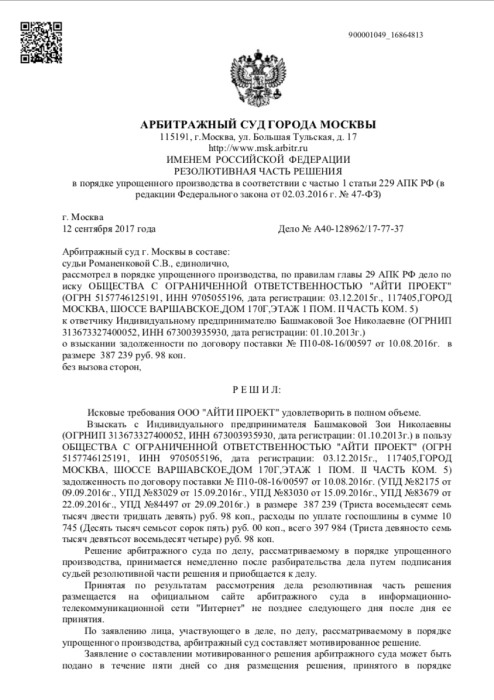 900001049_16864813
АРБИТРАЖНЫЙ СУД ГОРОДА МОСКВЫ
115191, г.Москва, ул. Большая Тульская, д. 17
http://www.msk.arbitr.ru
ИМЕНЕМ РОССИЙСКОЙ ФЕДЕРАЦИИ
РЕЗОЛЮТИВНАЯ ЧАСТЬ РЕШЕНИЯ
в порядке упрощенного производства в соответствии с частью 1 статьи 229 АПК РФ (в
редакции Федерального закона от 02.03.2016 г. № 47-ФЗ)
г. Москва
12 сентября 2017 года Дело № А40-128962/17-77-37
Арбитражный суд г. Москвы в составе:
судьи Романенковой С.В., единолично,
рассмотрел в порядке упрощенного производства, по правилам главы 29 АПК РФ дело по
иску ОБЩЕСТВА С ОГРАНИЧЕННОЙ ОТВЕТСТВЕННОСТЬЮ "АЙТИ ПРОЕКТ"
(ОГРН 5157746125191, ИНН 9705055196, дата регистрации: 03.12.2015г., 117405,ГОРОД
МОСКВА, ШОССЕ ВАРШАВСКОЕ,ДОМ 170Г,ЭТАЖ 1 ПОМ. II ЧАСТЬ КОМ. 5)
к ответчику Индивидуальному предпринимателю Башмаковой Зое Николаевне (ОГРНИП
313673327400052, ИНН 673003935930, дата регистрации: 01.10.2013г.)
о взыскании задолженности по договору поставки № П10-08-16/00597 от 10.08.2016г. в
размере 387 239 руб. 98 коп.
без вызова сторон,
Р Е Ш И Л:
Исковые требования ООО "АЙТИ ПРОЕКТ" удовлетворить в полном объеме.
Взыскать с Индивидуального предпринимателя Башмаковой Зои Николаевны
(ОГРНИП 313673327400052, ИНН 673003935930, дата регистрации: 01.10.2013г.) в пользу
ОБЩЕСТВА С ОГРАНИЧЕННОЙ ОТВЕТСТВЕННОСТЬЮ "АЙТИ ПРОЕКТ" (ОГРН
5157746125191, ИНН 9705055196, дата регистрации: 03.12.2015г., 117405,ГОРОД
МОСКВА, ШОССЕ ВАРШАВСКОЕ,ДОМ 170Г,ЭТАЖ 1 ПОМ. II ЧАСТЬ КОМ. 5)
задолженность по договору поставки № П10-08-16/00597 от 10.08.2016г. (УПД #82175 от
09.09.2016г., УПД #83029 от 15.09.2016г., УПД #83030 от 15.09.2016г., УПД #83679 от
22.09.2016г., УПД #84497 от 29.09.2016г.) в размере 387 239 (Триста восемьдесят семь
тысяч двести тридцать девять) руб. 98 коп., расходы по уплате госпошлины в сумме 10
745 (Десять тысяч семьсот сорок пять) руб. 00 коп., всего 397 984 (Триста девяносто семь
тысяч девятьсот восемьдесят четыре) руб. 98 коп.
Решение арбитражного суда по делу, рассматриваемому в порядке упрощенного
производства, принимается немедленно после разбирательства дела путем подписания
судьей резолютивной части решения и приобщается к делу.
Принятая по результатам рассмотрения дела резолютивная часть решения
размещается на официальном сайте арбитражного суда в информационно-
телекоммуникационной сети "Интернет" не позднее следующего дня после дня ее
принятия.
По заявлению лица, участвующего в деле, по делу, рассматриваемому в порядке
упрощенного производства, арбитражный суд составляет мотивированное решение.
Заявление о составлении мотивированного решения арбитражного суда может быть
подано в течение пяти дней со дня размещения решения, принятого в порядке